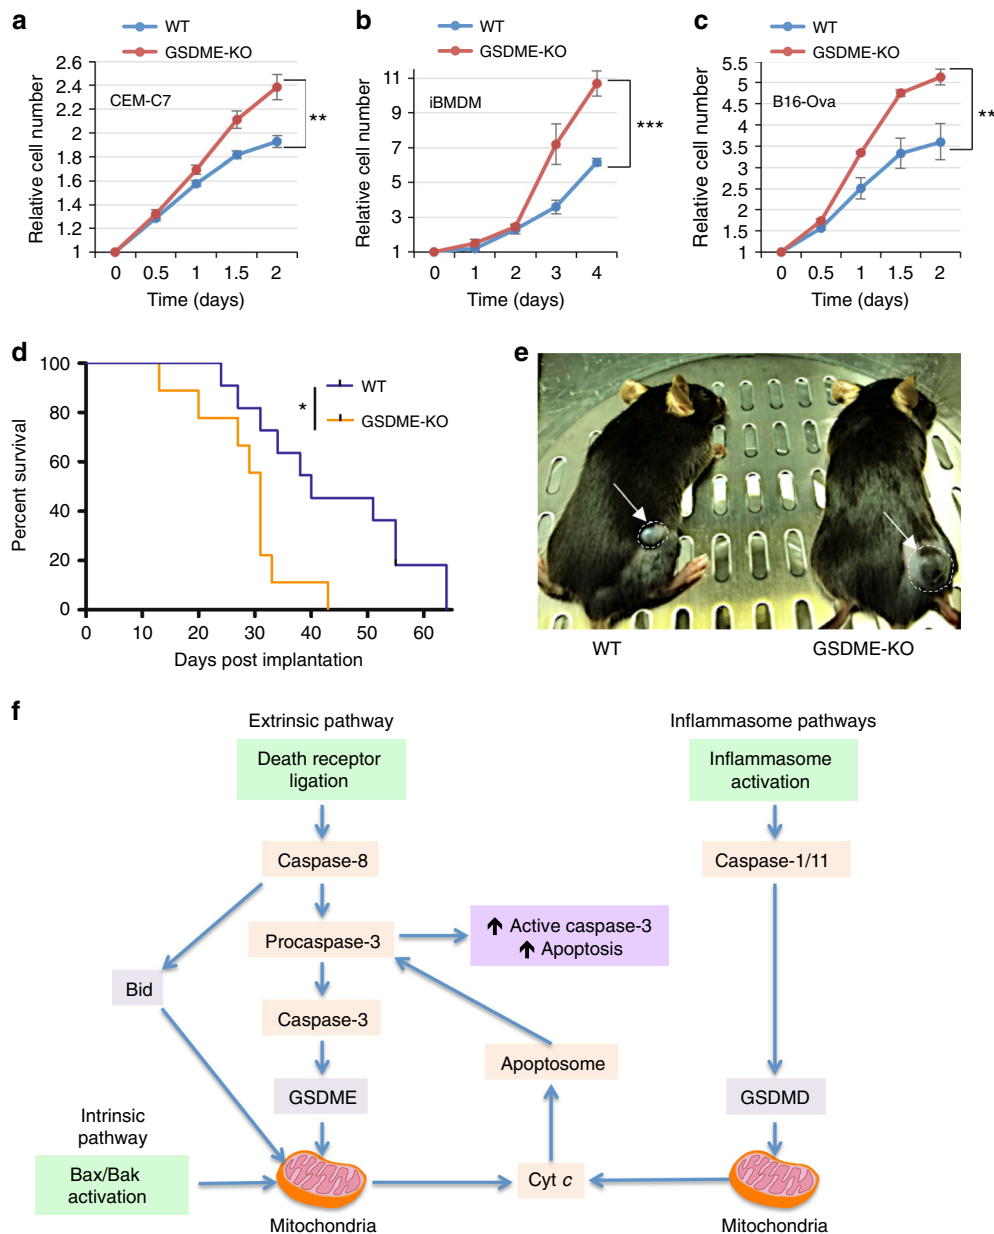 a
WT
GSDME-KO
2.6
2.4
2.2
2
1.8
1.6
1.4
1.2
1
Relative cell number
CEM-C7
**
0 0.5 1 1.5 2
Time (days)
b
WT
GSDME-KO
11
9
7
5
3
1
Relative cell number
iBMDM
***
0 1 2 3 4
Time (days)
c
WT
GSDME-KO
5.5
5
4.5
4
3.5
3
2.5
2
1.5
1
Relative cell number
B16-Ova
**
0 0.5 1 1.5 2
Time (days)
d
100
80
60
40
20
0
Percent survival
WT
*
GSDME-KO
0 10 20 30 40 50 60
Days post implantation
e
WT
GSDME-KO
f
Extrinsic pathway
Death receptor
ligation
Caspase-8
Procaspase-3
Active caspase-3
Apoptosis
Bid
Caspase-3
Apoptosome
GSDME
Intrinsic
pathway
Bax/Bak
activation
Mitochondria
Cyt c
Inflammasome pathways
Inflammasome
activation
Caspase-1/11
GSDMD
Mitochondria